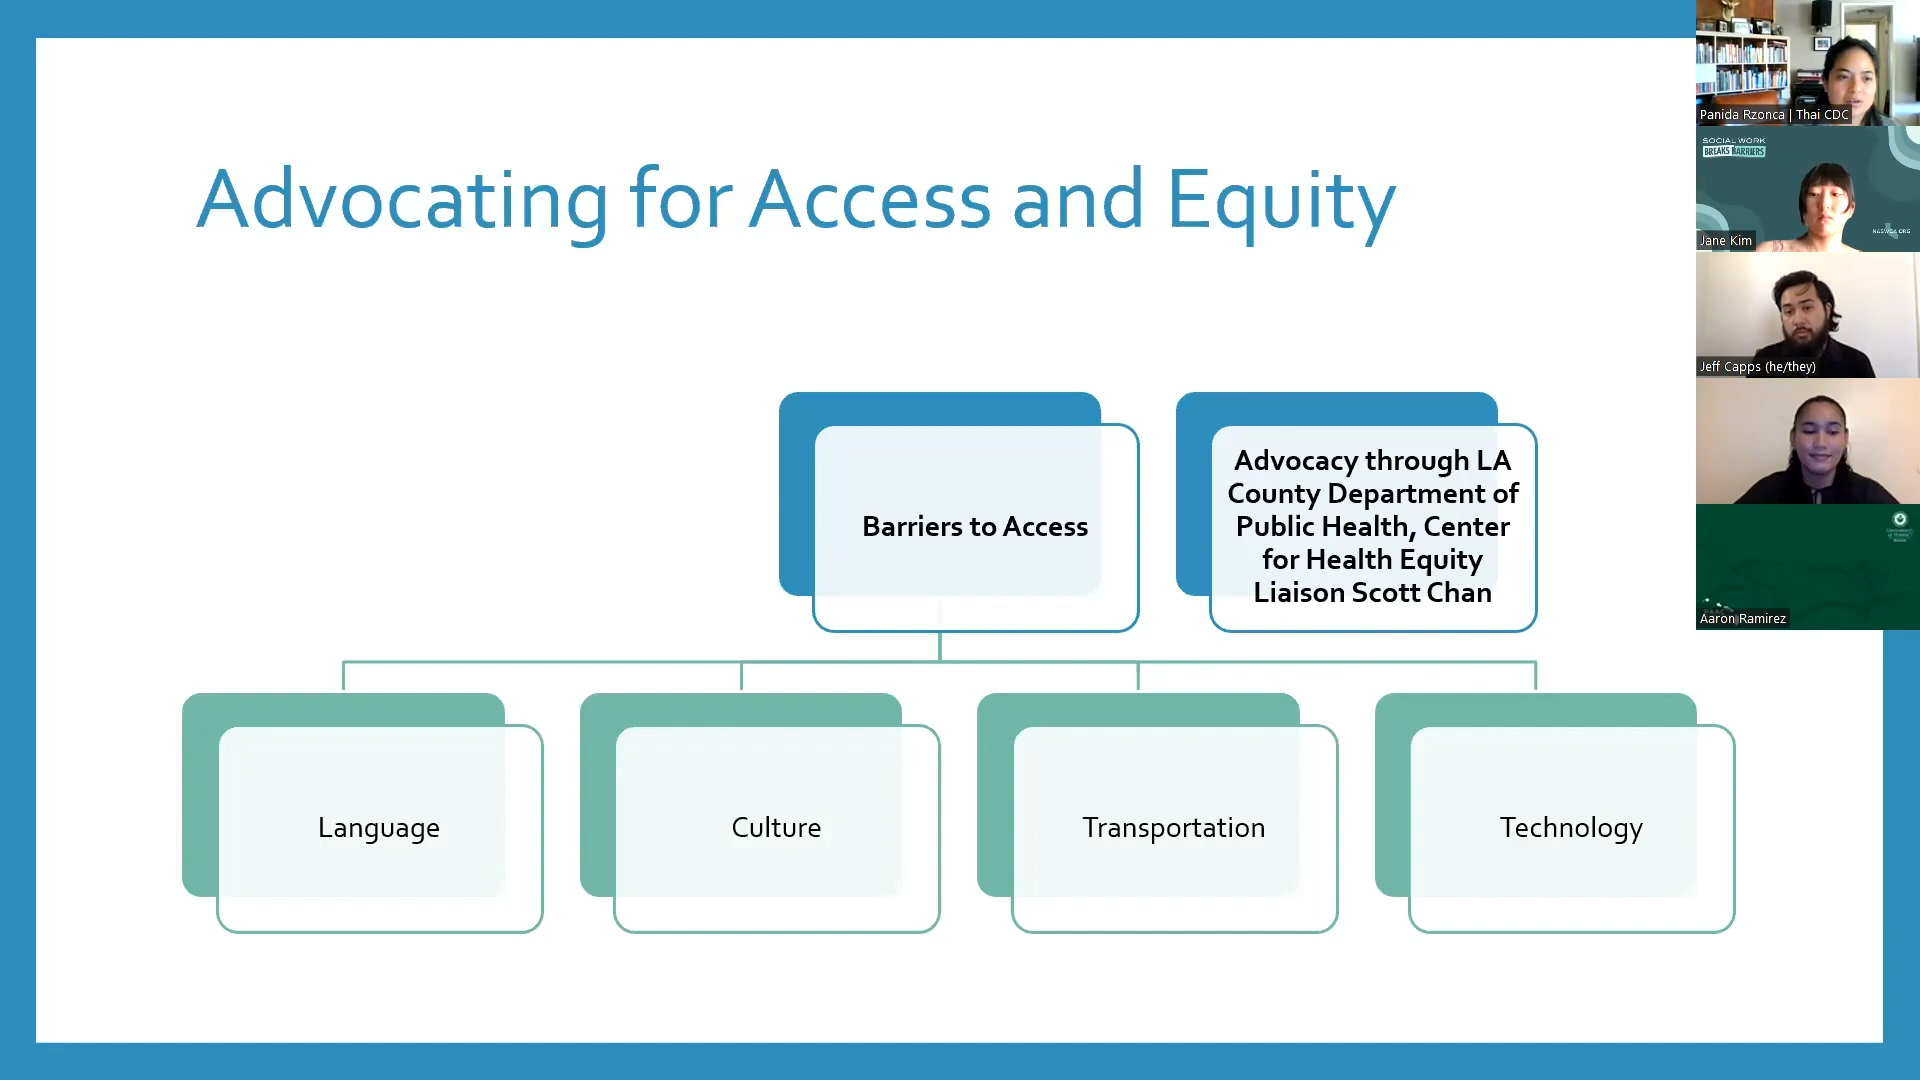 Advocating for Access and Equity
Barriers to Access
Advocacy through LA
County Department of
Public Health, Center
for Health Equity
Liaison Scott Chan
Language
Culture
Transportation
Technology
Panida Rzonca | Thai CDC
SOCIAL WORK
BREAKS BARRIERS
NASWCA.ORG
Jane Kim
Jeff Capps (he/they)
Aaron Ramirez